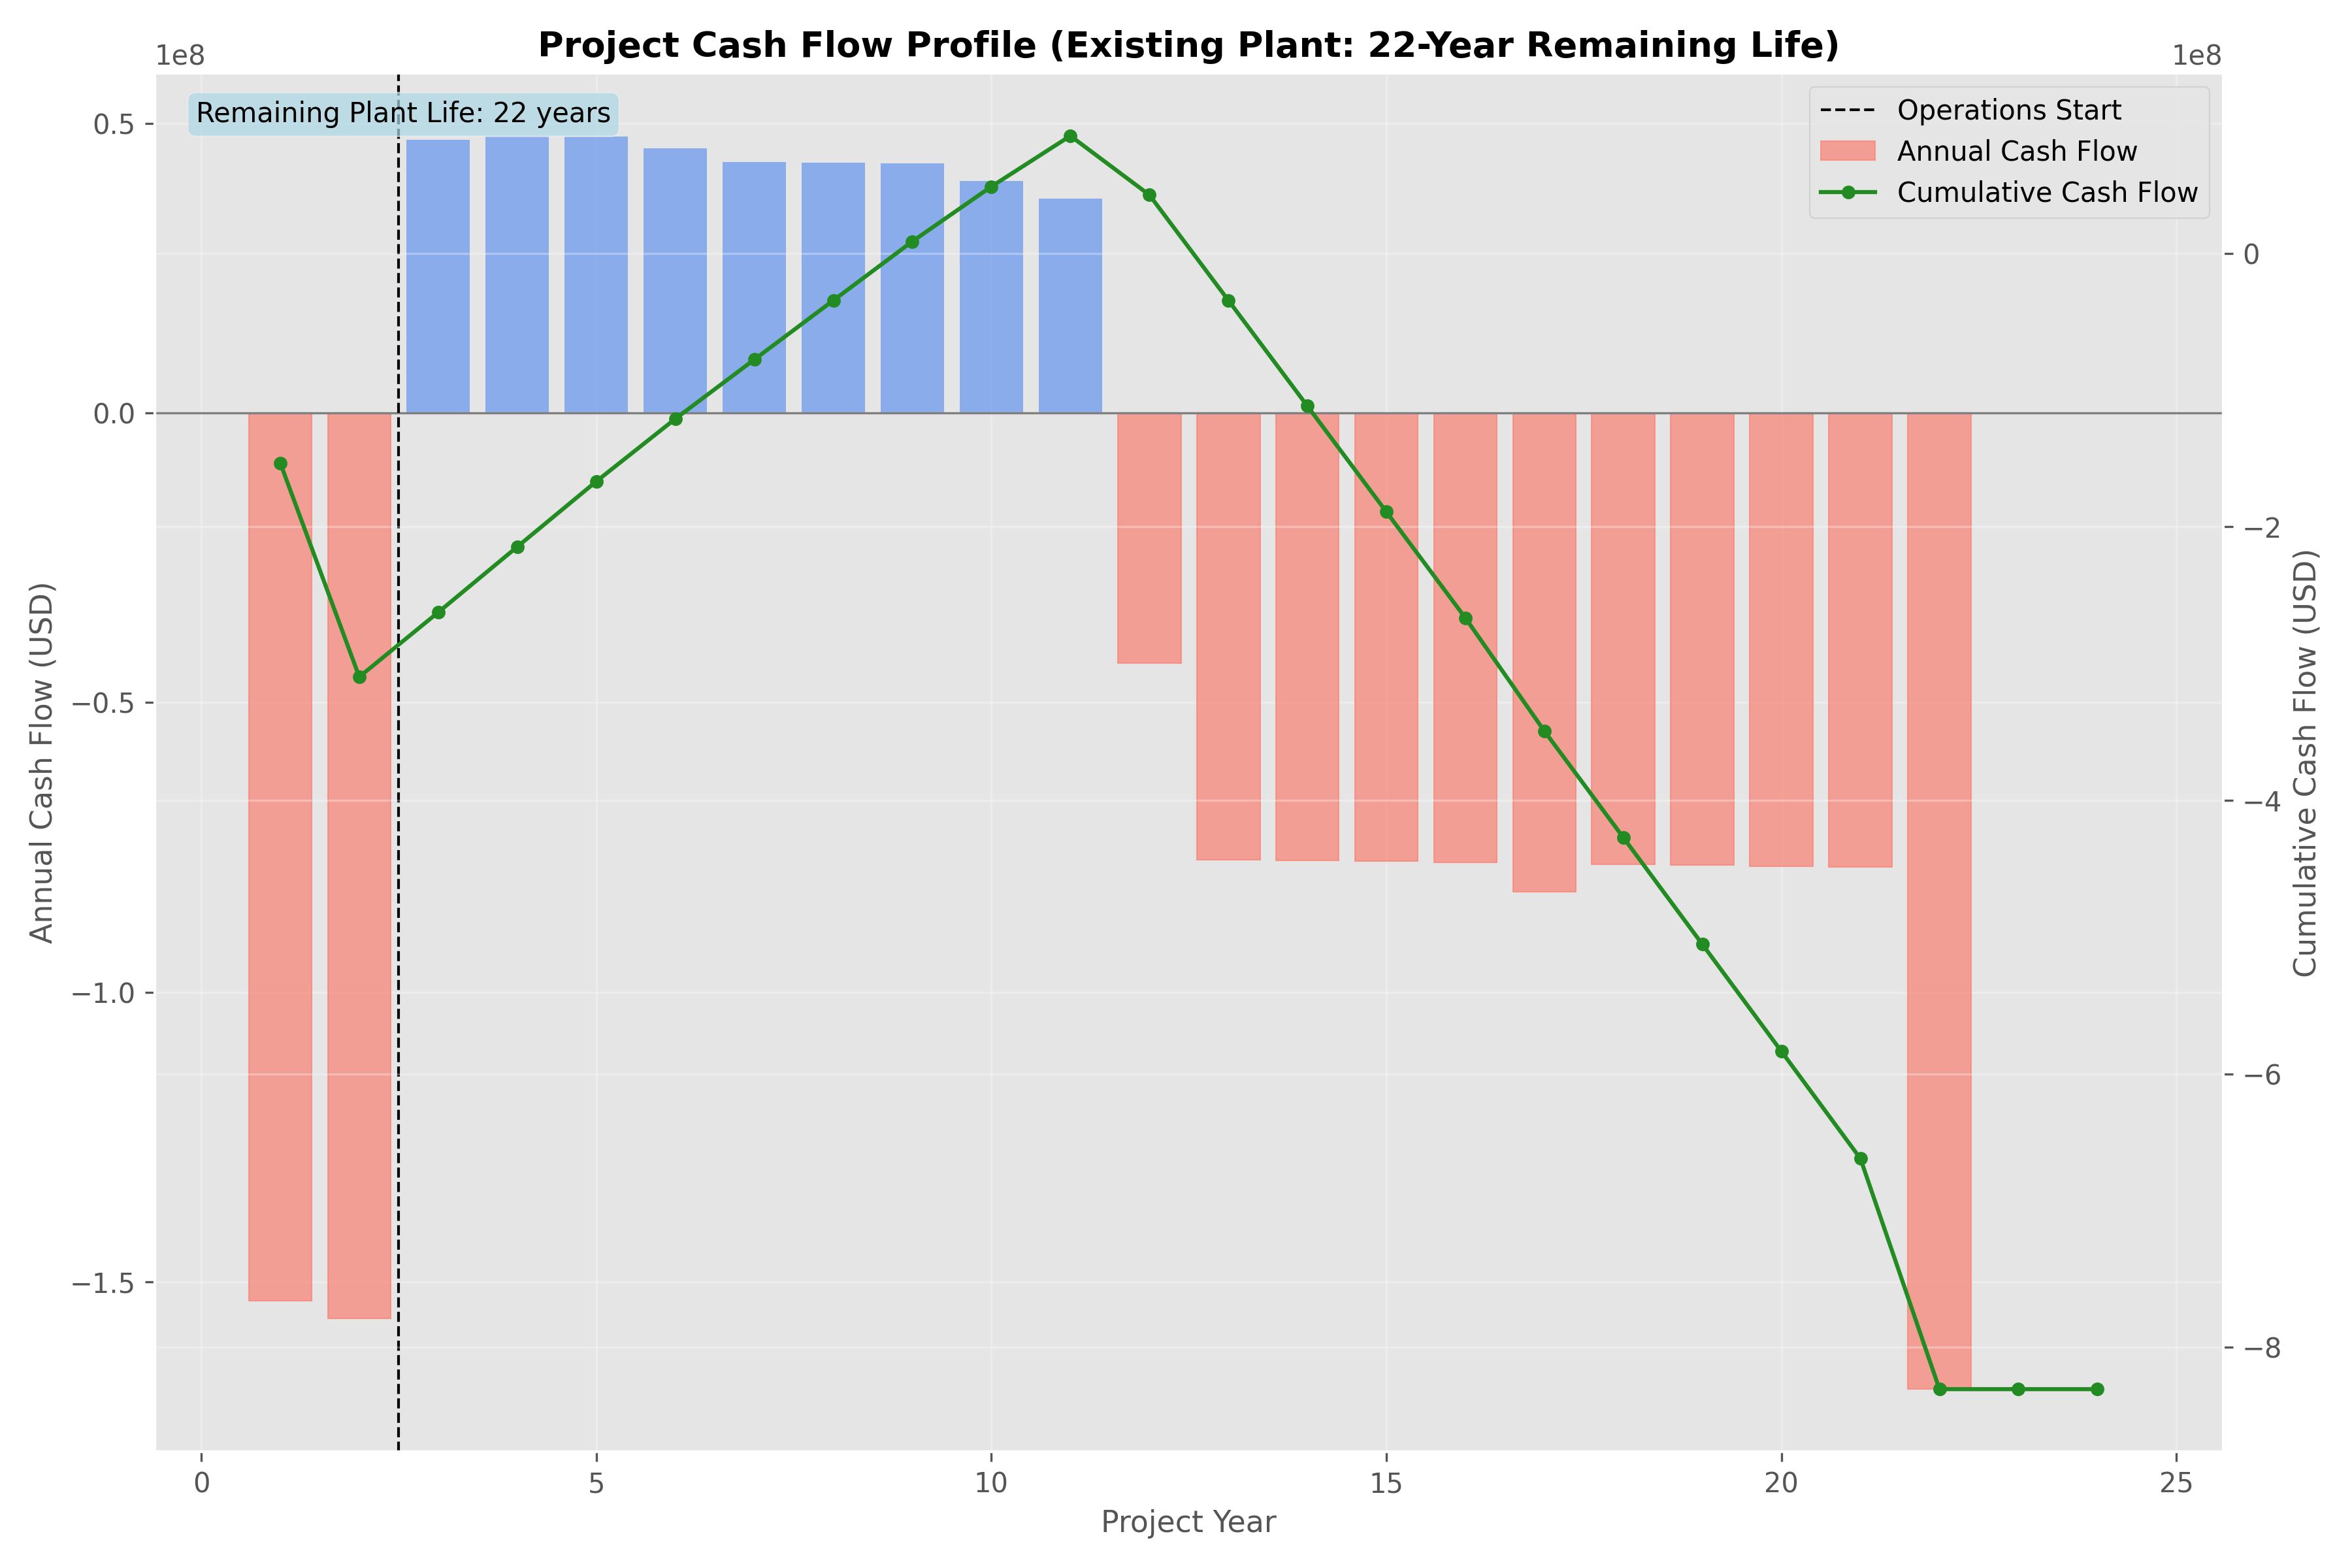 Project Cash Flow Profile (Existing Plant: 22-Year Remaining Life)
1e8
1e8
Remaining Plant Life: 22 years
Operations Start
Annual Cash Flow
Cumulative Cash Flow
0.5
0.0
−0.5
−1.0
−1.5
Annual Cash Flow (USD)
0
−2
−4
−6
−8
Cumulative Cash Flow (USD)
0
5
10
15
20
25
Project Year